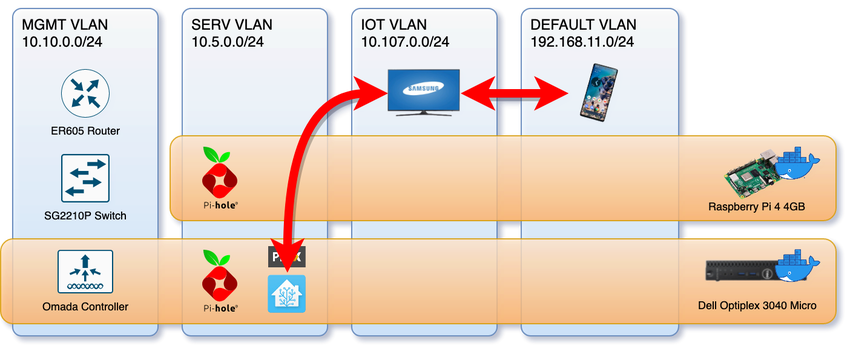 MGMT VLAN
10.10.0.0/24
SERV VLAN
10.5.0.0/24
IOT VLAN
10.107.0.0/24
DEFAULT VLAN
192.168.11.0/24
SAMSUNG
ER605 Router
Pi-hole®
SG2210P Switch
Raspberry Pi 4 4GB
Pi-hole®
Omada Controller
Dell Optiplex 3040 Micro